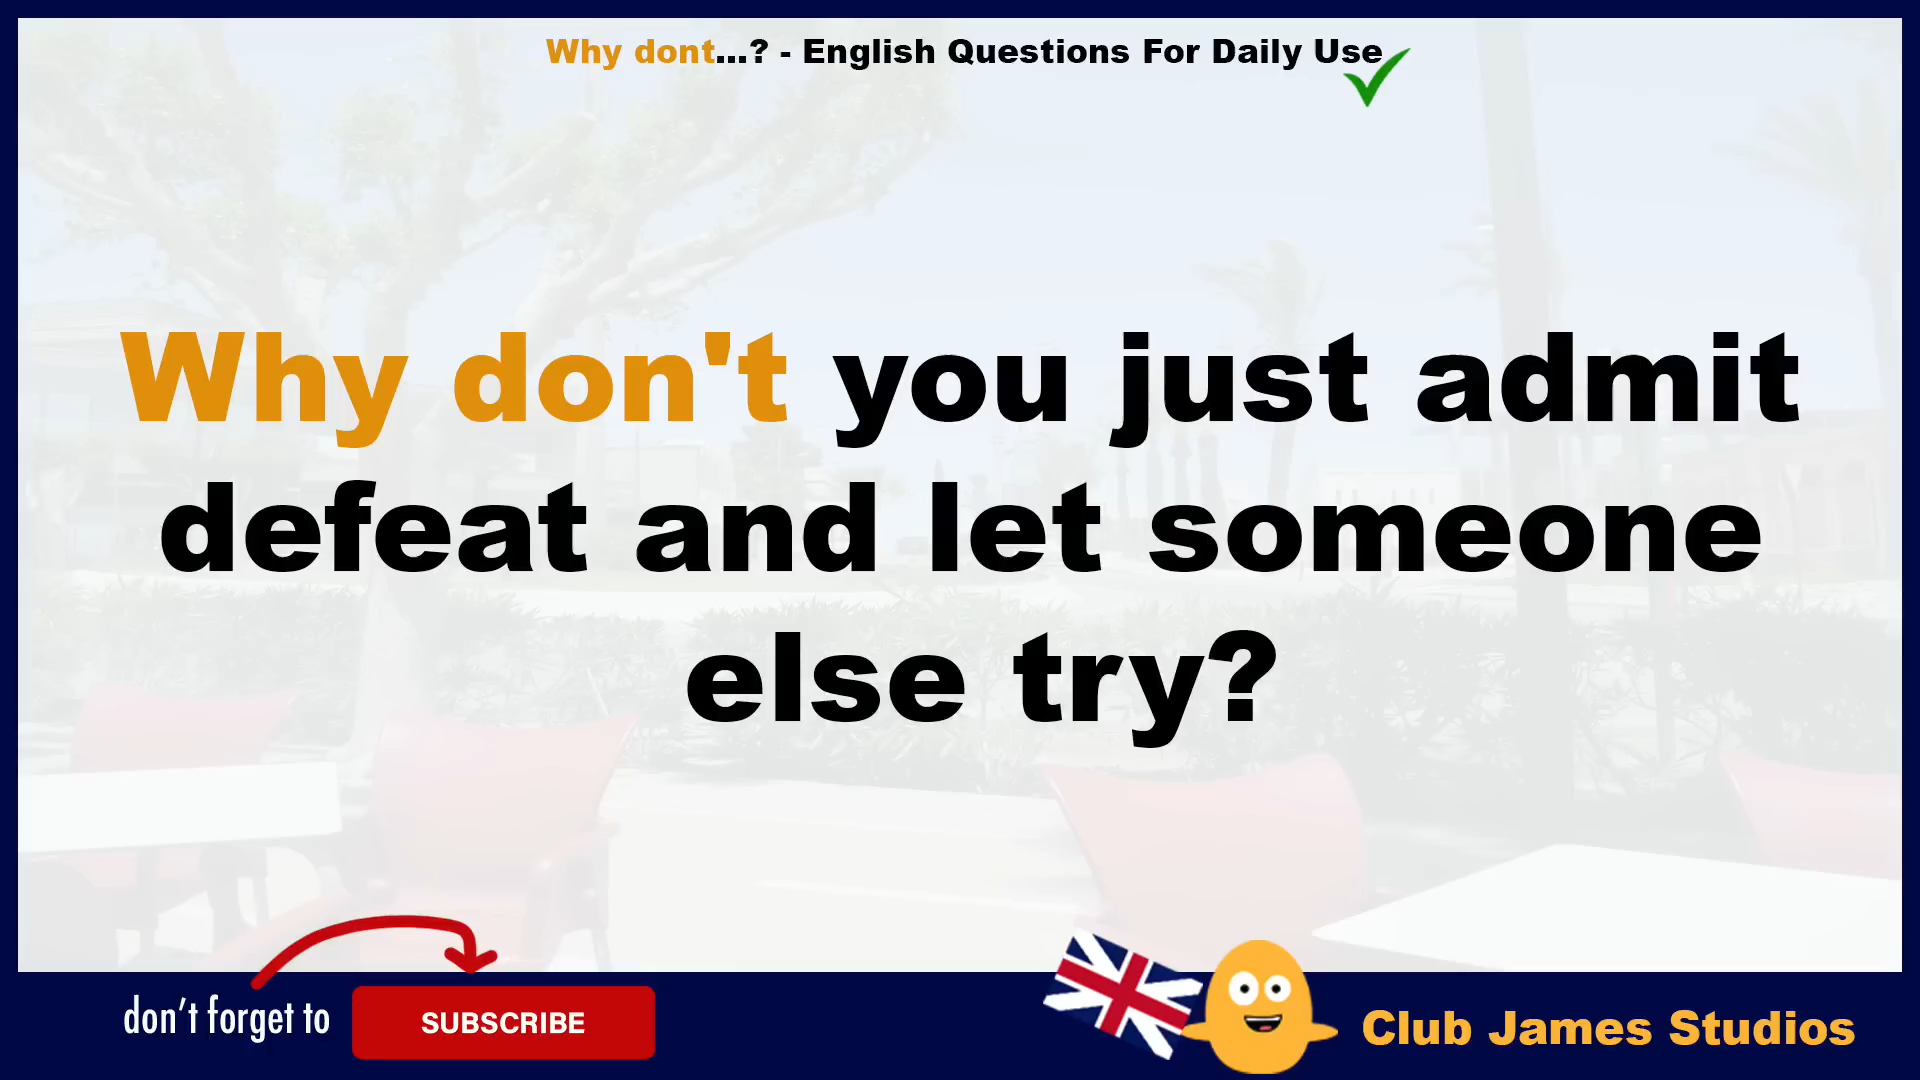 Why dont...? - English Questions For Daily Use
Why don't you just admit
defeat and let someone
else try?
don't forget to
SUBSCRIBE
Club James Studios